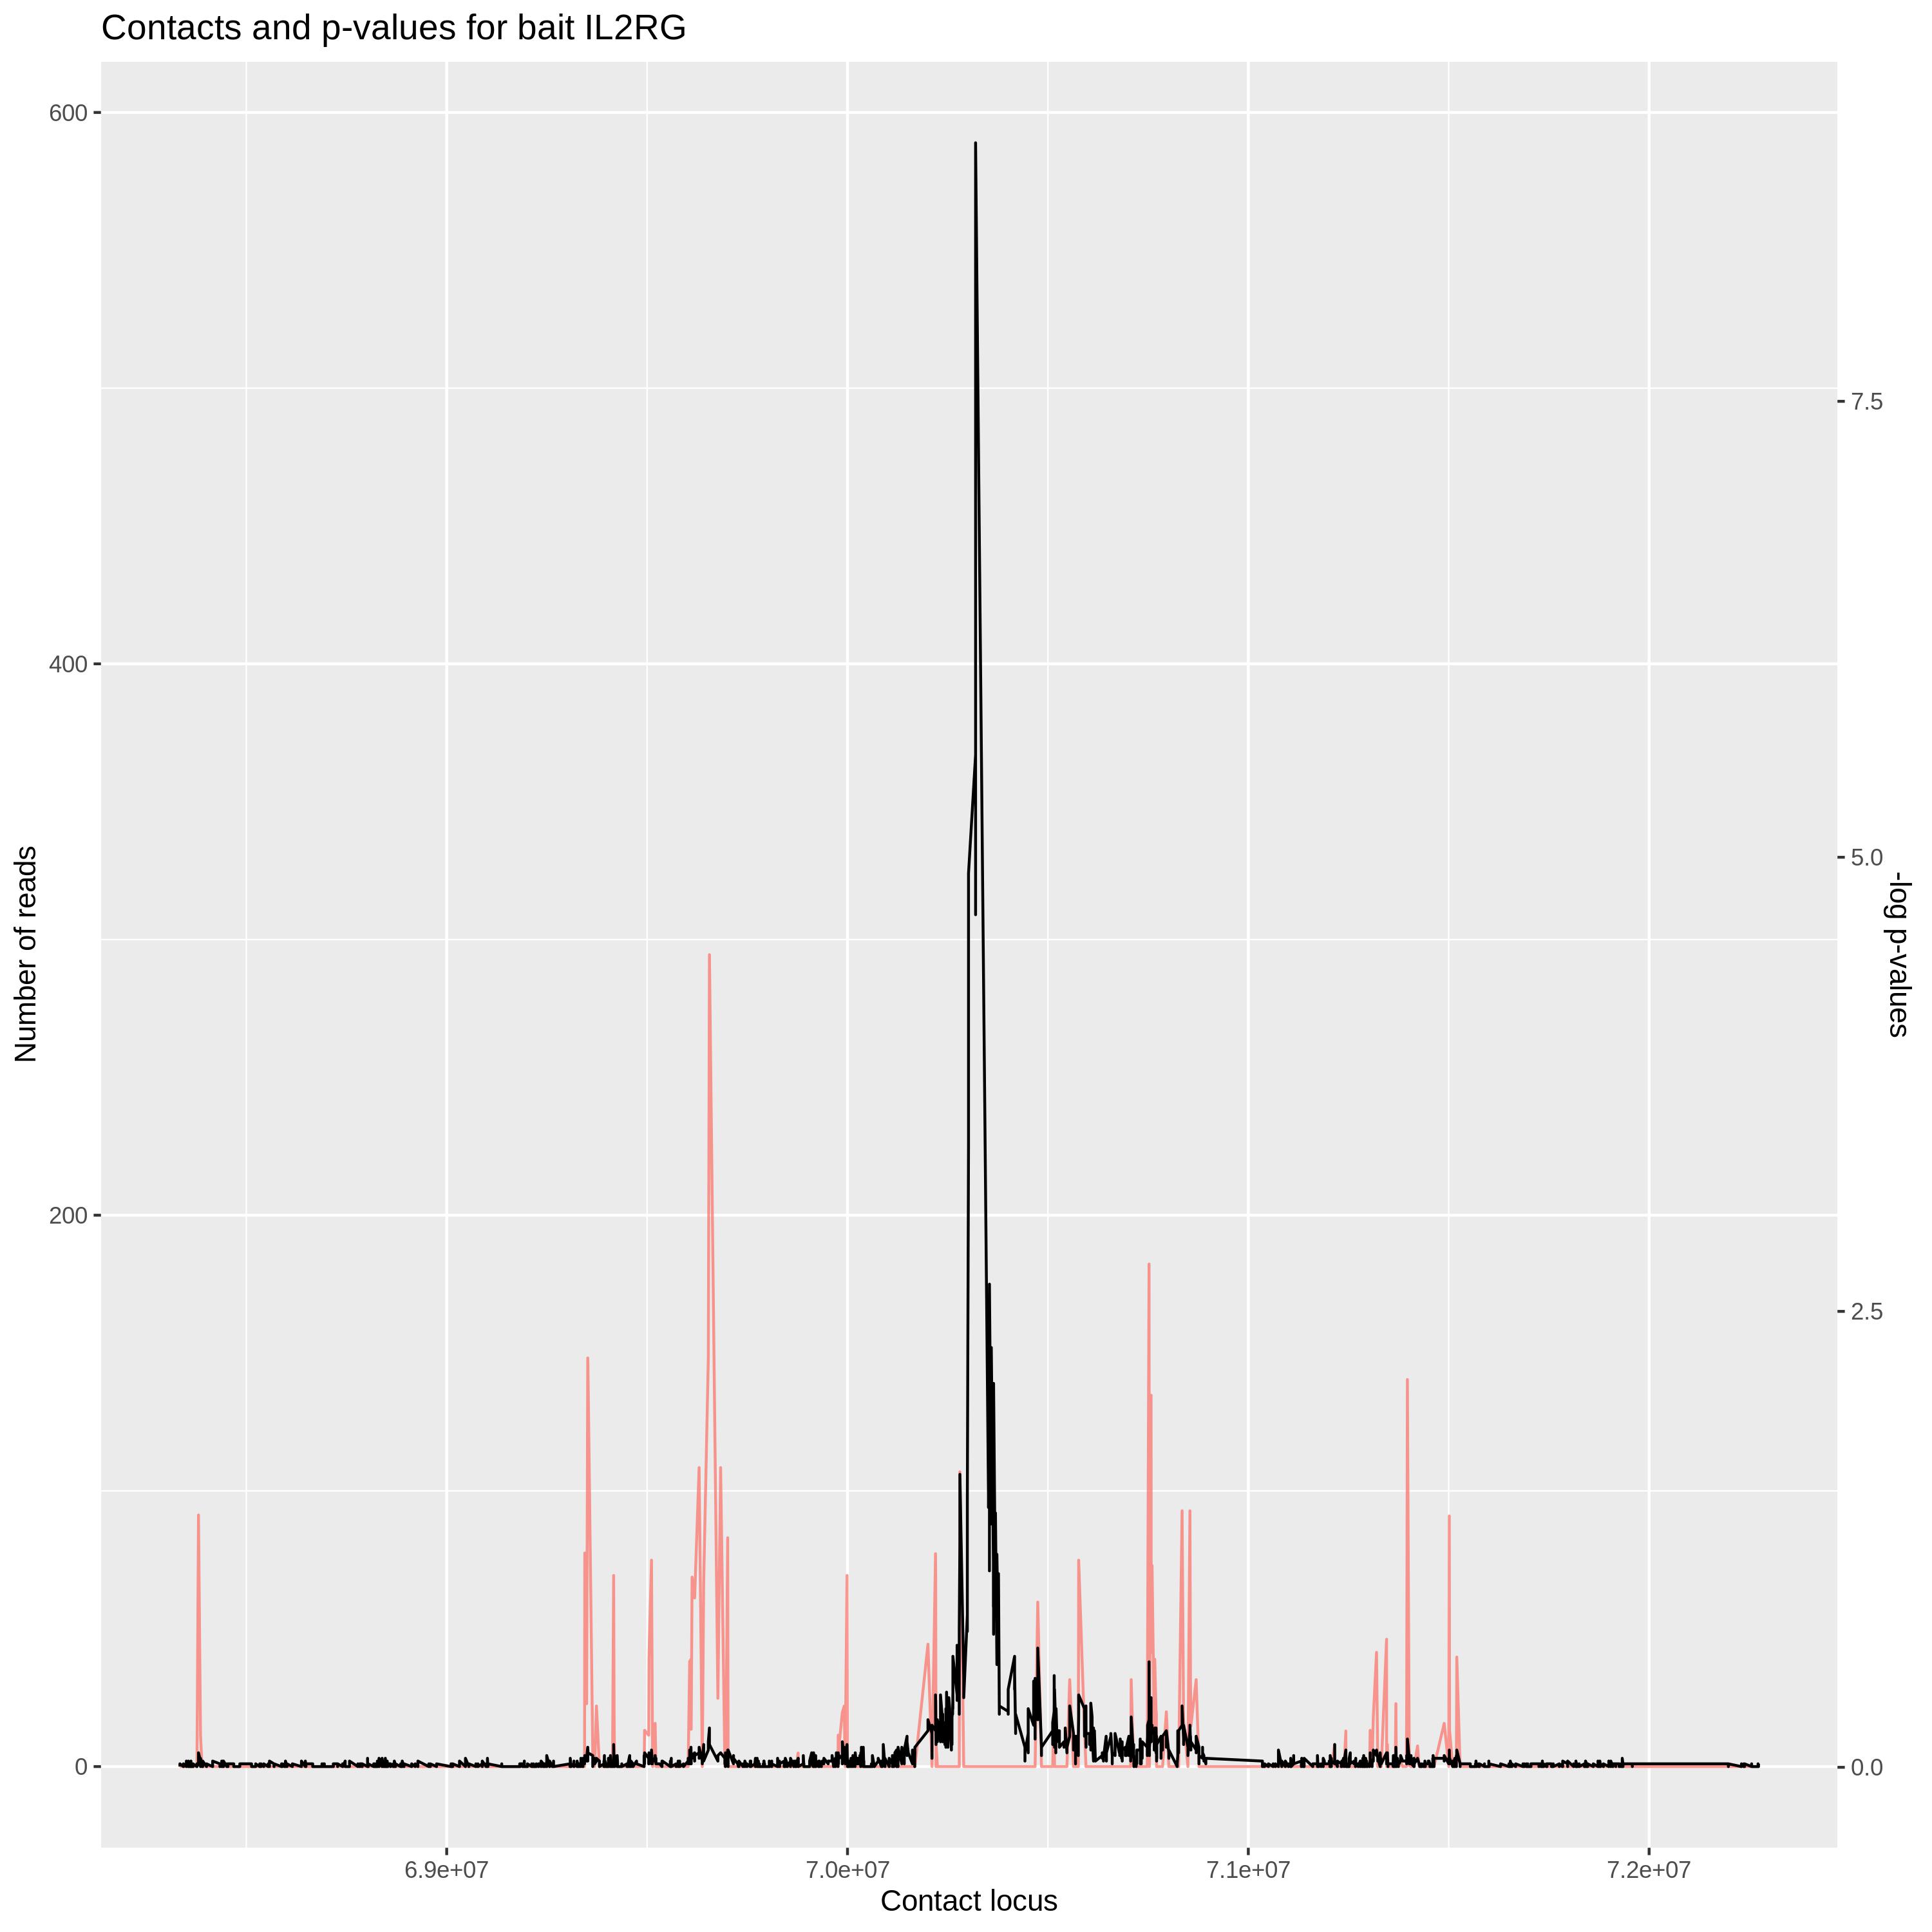 Contacts and p-values for bait IL2RG
600
400
200
0
Number of reads
7.5
5.0
2.5
0.0
-log p-values
6.9e+07 7.0e+07 7.1e+07 7.2e+07
Contact locus